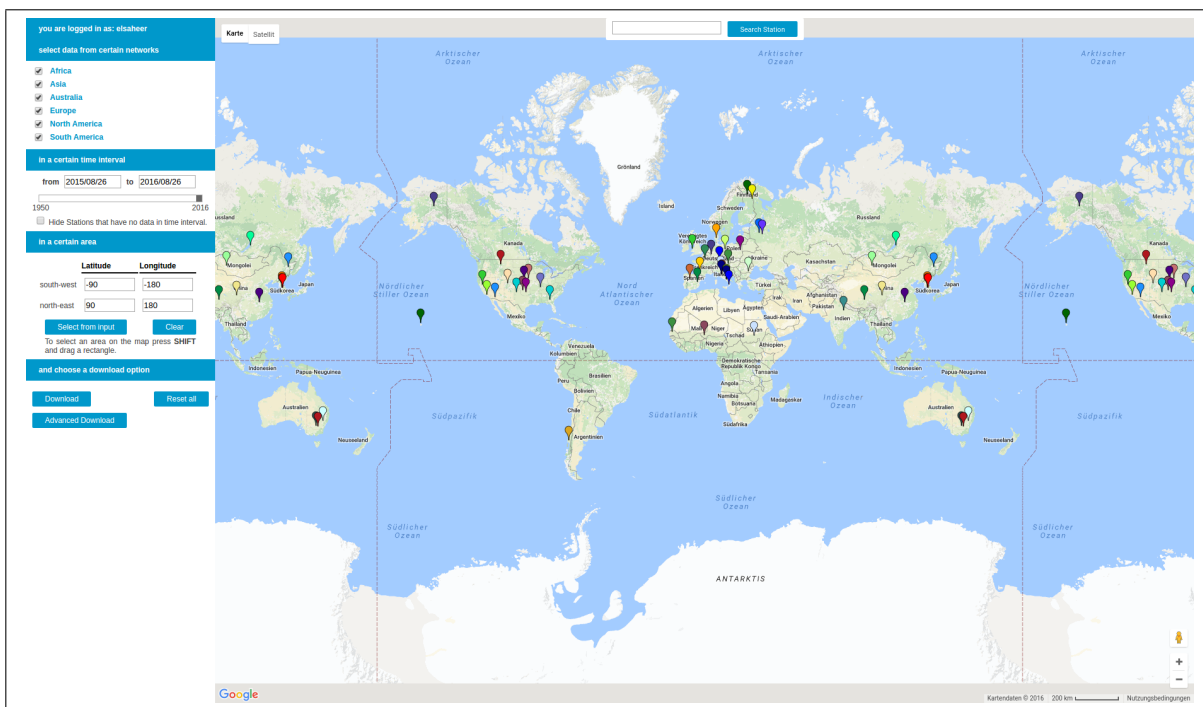 you are logged in as: elsaheer
select data from certain networks
Africa
Asia
Australia
Europe
North America
South America
in a certain time interval
from 2015/08/26 to 2016/08/26
1950 2016
Hide Stations that have no data in time interval.
in a certain area
Latitude Longitude
south-west -90 -180
north-east 90 180
Select from input Clear
To select an area on the map press SHIFT
and drag a rectangle.
and choose a download option
Download Reset all
Advanced Download
Karte Satellit
Search Station
Arktischer
Ozean
Arktischer
Ozean
Arktischer
Ozean
Grönland
Island
Finnland
Schweden
Norwegen
Russland
Kanada
Kanada
Mongolei
Mongolei
Polen
Ukraine
Kasachstan
Spanien
Italien
Türkei
Japan
Japan
Südkorea
Südkorea
Nördlicher
Stiller Ozean
Nördlicher
Stiller Ozean
Nord
Atlantischer
Ozean
Afghanistan
Pakistan
Irak
Iran
Algerien
Libyen
Ägypten
Saudi-Arabien
Indien
Thailand
Thailand
Mexiko
Mexiko
Mali
Niger
Tschad
Sudan
Nigeria
Äthiopien
Venezuela
Kolumbien
Demokratische
Republik Kongo
Tansania
Indonesien
Papua-Neuguinea
Indonesien
Papua-Neuguinea
Peru
Brasilien
Bolivien
Angola
Namibia
Botsuana
Madagaskar
Indischer
Ozean
Chile
Südafrika
Australien
Australien
Südpazifik
Südatlantik
Südpazifik
Argentinien
Neuseeland
Neuseeland
Südlicher
Ozean
Südlicher
Ozean
Südlicher
Ozean
ANTARKTIS
Google
Kartendaten © 2016 200 km Nutzungsbedingungen